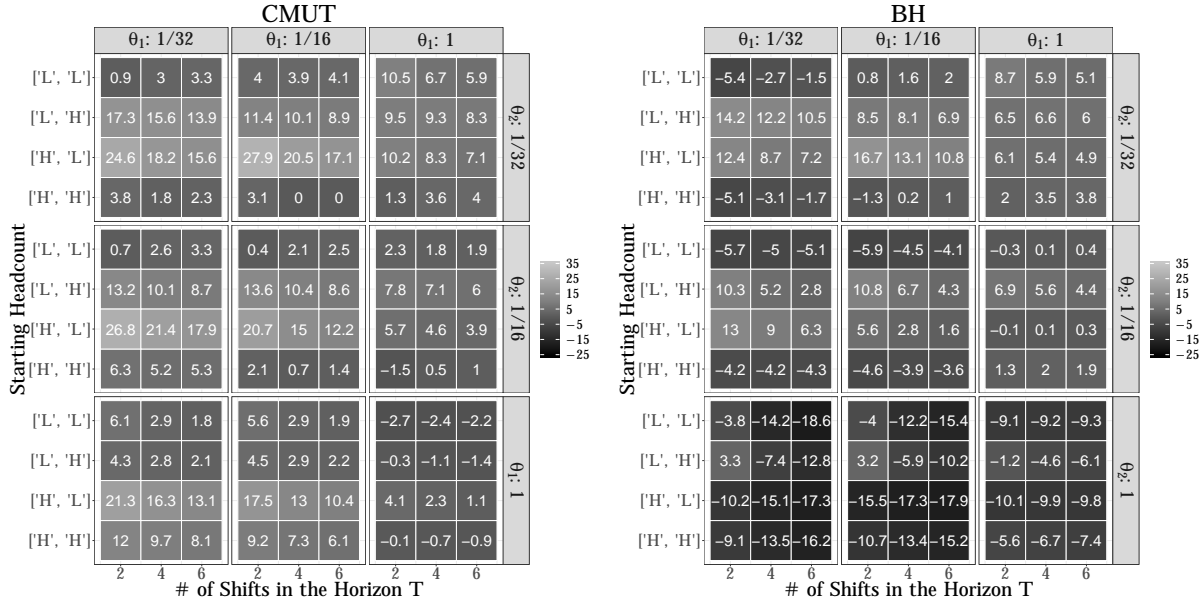 CMUT
θ₁: 1/32 θ₁: 1/16 θ₁: 1
['L', 'L'] 0.9 3 3.3 4 3.9 4.1 10.5 6.7 5.9
['L', 'H'] 17.3 15.6 13.9 11.4 10.1 8.9 9.5 9.3 8.3
['H', 'L'] 24.6 18.2 15.6 27.9 20.5 17.1 10.2 8.3 7.1
['H', 'H'] 3.8 1.8 2.3 3.1 0 0 1.3 3.6 4
θ₂: 1/32
['L', 'L'] 0.7 2.6 3.3 0.4 2.1 2.5 2.3 1.8 1.9
['L', 'H'] 13.2 10.1 8.7 13.6 10.4 8.6 7.8 7.1 6
['H', 'L'] 26.8 21.4 17.9 20.7 15 12.2 5.7 4.6 3.9
['H', 'H'] 6.3 5.2 5.3 2.1 0.7 1.4 −1.5 0.5 1
θ₂: 1/16
['L', 'L'] 6.1 2.9 1.8 5.6 2.9 1.9 −2.7 −2.4 −2.2
['L', 'H'] 4.3 2.8 2.1 4.5 2.9 2.2 −0.3 −1.1 −1.4
['H', 'L'] 21.3 16.3 13.1 17.5 13 10.4 4.1 2.3 1.1
['H', 'H'] 12 9.7 8.1 9.2 7.3 6.1 −0.1 −0.7 −0.9
θ₁: 1
2 4 6 2 4 6 2 4 6
# of Shifts in the Horizon T
Starting Headcount
35
25
15
5
−5
−15
−25
BH
θ₁: 1/32 θ₁: 1/16 θ₁: 1
['L', 'L'] −5.4 −2.7 −1.5 0.8 1.6 2 8.7 5.9 5.1
['L', 'H'] 14.2 12.2 10.5 8.5 8.1 6.9 6.5 6.6 6
['H', 'L'] 12.4 8.7 7.2 16.7 13.1 10.8 6.1 5.4 4.9
['H', 'H'] −5.1 −3.1 −1.7 −1.3 0.2 1 2 3.5 3.8
θ₂: 1/32
['L', 'L'] −5.7 −5 −5.1 −5.9 −4.5 −4.1 −0.3 0.1 0.4
['L', 'H'] 10.3 5.2 2.8 10.8 6.7 4.3 6.9 5.6 4.4
['H', 'L'] 13 9 6.3 5.6 2.8 1.6 −0.1 0.1 0.3
['H', 'H'] −4.2 −4.2 −4.3 −4.6 −3.9 −3.6 1.3 2 1.9
θ₂: 1/16
['L', 'L'] −3.8 −14.2 −18.6 −4 −12.2 −15.4 −9.1 −9.2 −9.3
['L', 'H'] 3.3 −7.4 −12.8 3.2 −5.9 −10.2 −1.2 −4.6 −6.1
['H', 'L'] −10.2 −15.1 −17.3 −15.5 −17.3 −17.9 −10.1 −9.9 −9.8
['H', 'H'] −9.1 −13.5 −16.2 −10.7 −13.4 −15.2 −5.6 −6.7 −7.4
θ₂: 1
2 4 6 2 4 6 2 4 6
# of Shifts in the Horizon T
Starting Headcount
35
25
15
5
−5
−15
−25